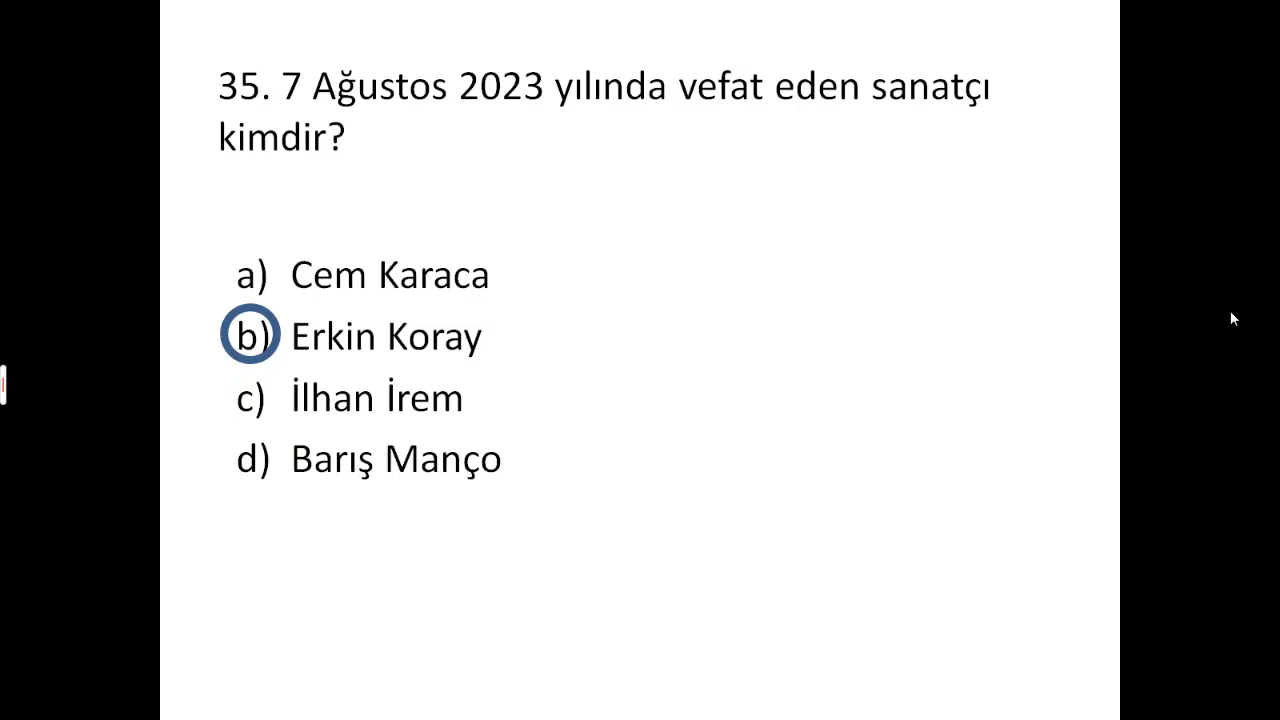 35. 7 Ağustos 2023 yılında vefat eden sanatçı
kimdir?
a) Cem Karaca
b) Erkin Koray
c) İlhan İrem
d) Barış Manço